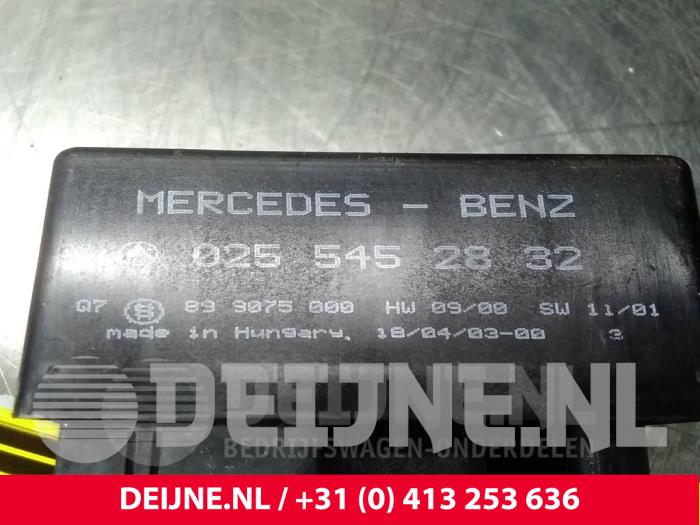 MERCEDES - BENZ
025 545 28 32
Q7 89 9075 000 HW 09/00 SW 11/01
made in Hungary. 18/04/03-00 3
DEIJNE.NL
BEDRIJFSWAGEN-ONDERDELEN
DEIJNE.NL / +31 (0) 413 253 636